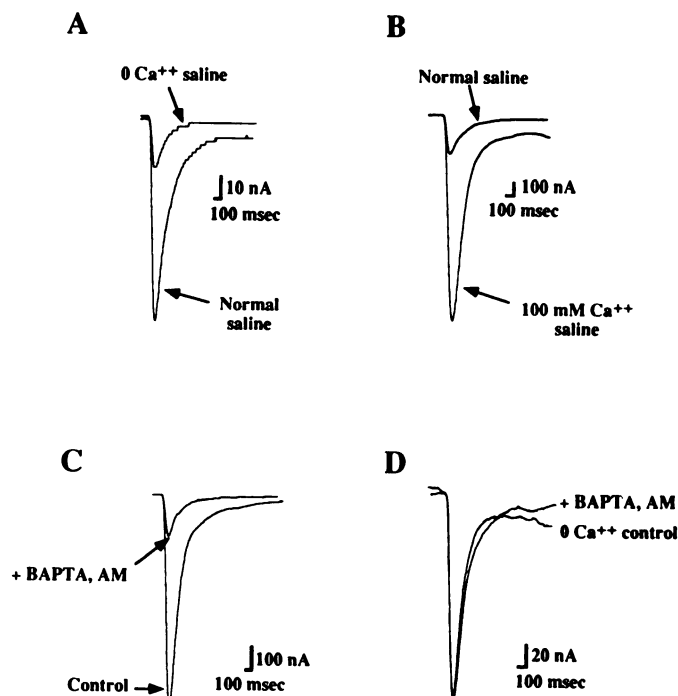 A
0 Ca++ saline
10 nA
100 msec
Normal
saline
B
Normal saline
100 nA
100 msec
100 mM Ca++
saline
C
+ BAPTA, AM
100 nA
100 msec
Control
D
+ BAPTA, AM
0 Ca++ control
20 nA
100 msec